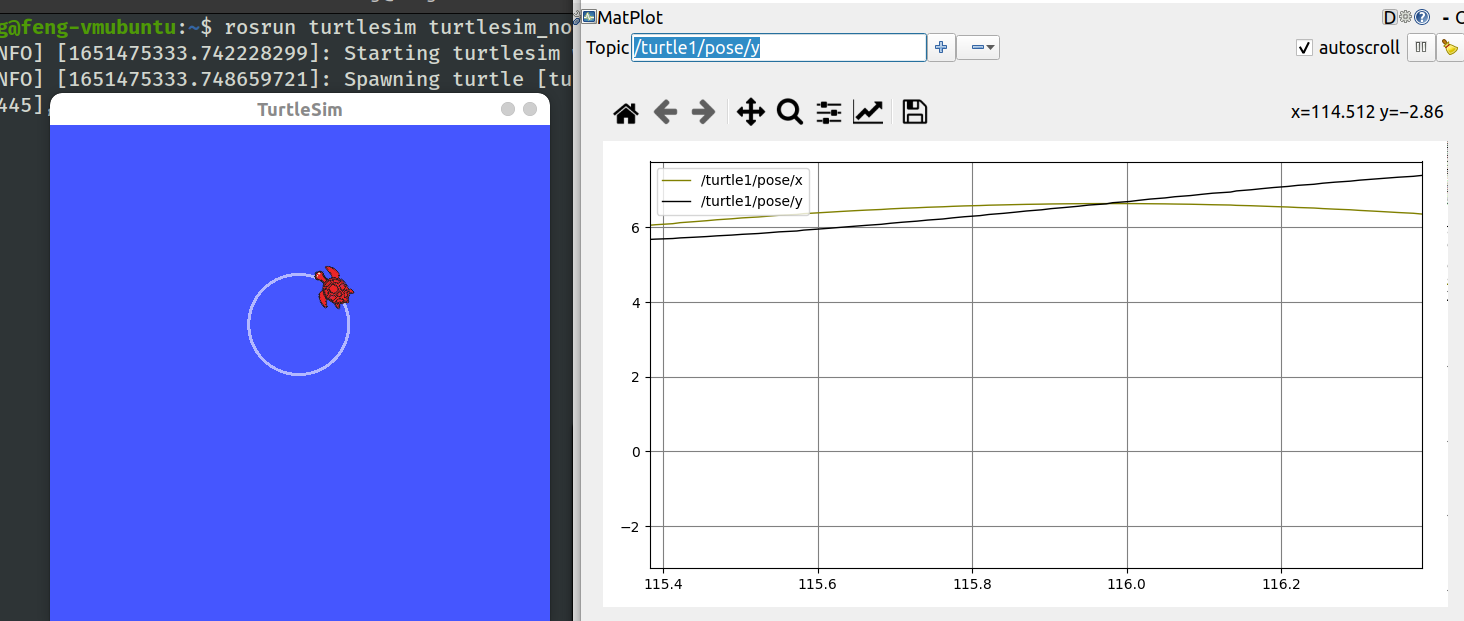 g@feng-vmubuntu:~$ rosrun turtlesim turtlesim_no
NFO] [1651475333.742228299]: Starting turtlesim
NFO] [1651475333.748659721]: Spawning turtle [tu
445],
TurtleSim
MatPlot
D
Topic /turtle1/pose/y
autoscroll
x=114.512 y=−2.86
/turtle1/pose/x
/turtle1/pose/y
6
4
2
0
−2
115.4 115.6 115.8 116.0 116.2